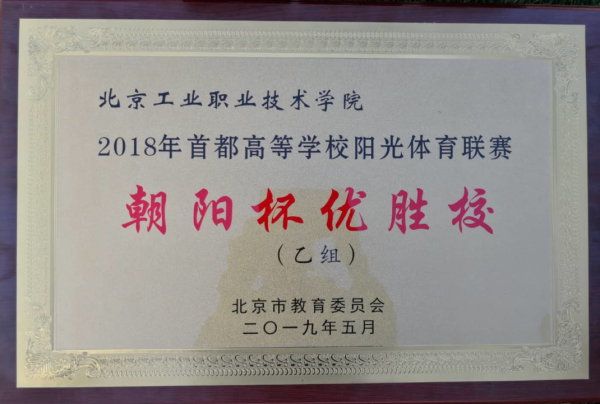 北京工业职业技术学院
2018年首都高等学校阳光体育联赛
朝阳杯优胜校
（乙组）
北京市教育委员会
二〇一九年五月